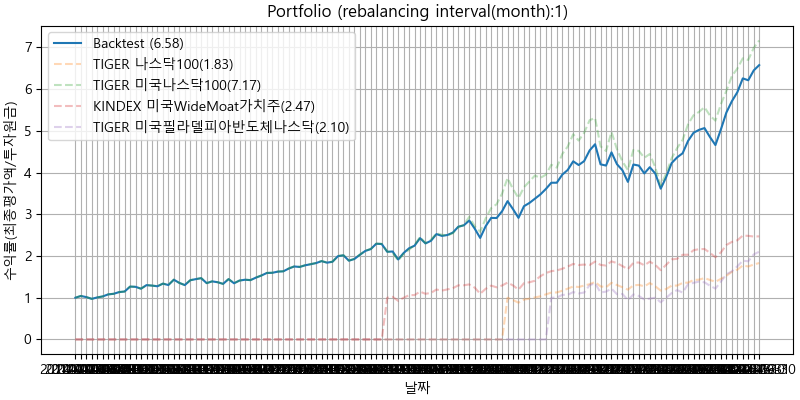 Portfolio (rebalancing interval(month):1)
Backtest (6.58)
TIGER 나스닥100(1.83)
TIGER 미국나스닥100(7.17)
KINDEX 미국WideMoat가치주(2.47)
TIGER 미국필라델피아반도체나스닥(2.10)
수익률(최종평가액/투자원금)
7
6
5
4
3
2
1
0
날짜